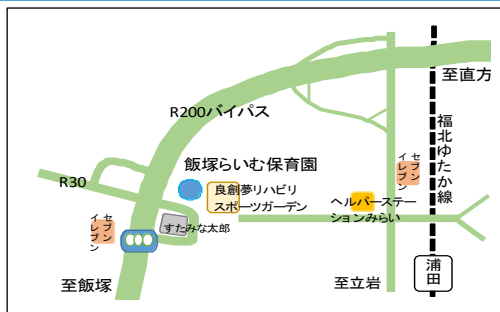 至直方
R200バイパス
福北ゆたか線
セブン
イレブン
飯塚らいむ保育園
R30
良創夢リハビリ
スポーツガーデン
ヘルパーステー
ションみらい
セブン
イレブン
すたみな太郎
至飯塚
至立岩
浦田